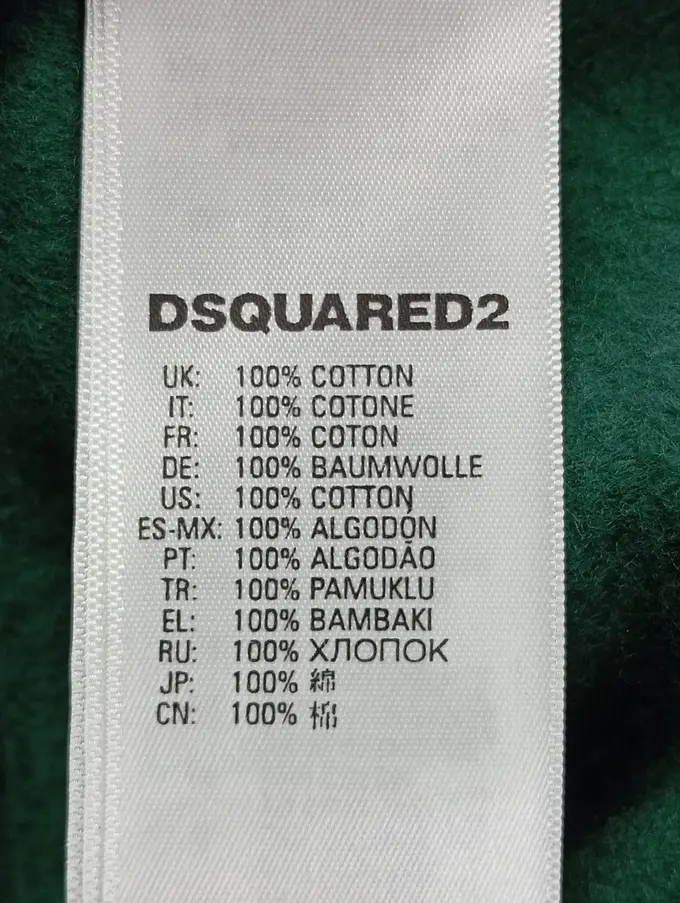 DSQUARED2
UK: 100% COTTON
IT: 100% COTONE
FR: 100% COTON
DE: 100% BAUMWOLLE
US: 100% COTTON
ES-MX: 100% ALGODÓN
PT: 100% ALGODÃO
TR: 100% PAMUKLU
EL: 100% BAMBAKI
RU: 100% ХЛОПОК
JP: 100% 綿
CN: 100% 棉